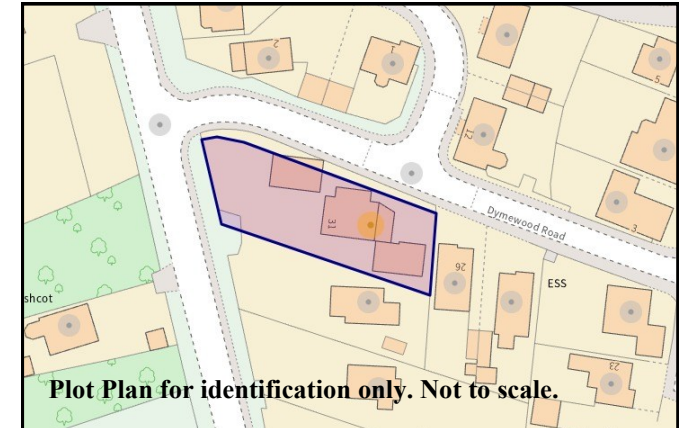 2
1
5
12
Dymewood Road
3
31
26
ESS
shcot
23
Plot Plan for identification only. Not to scale.